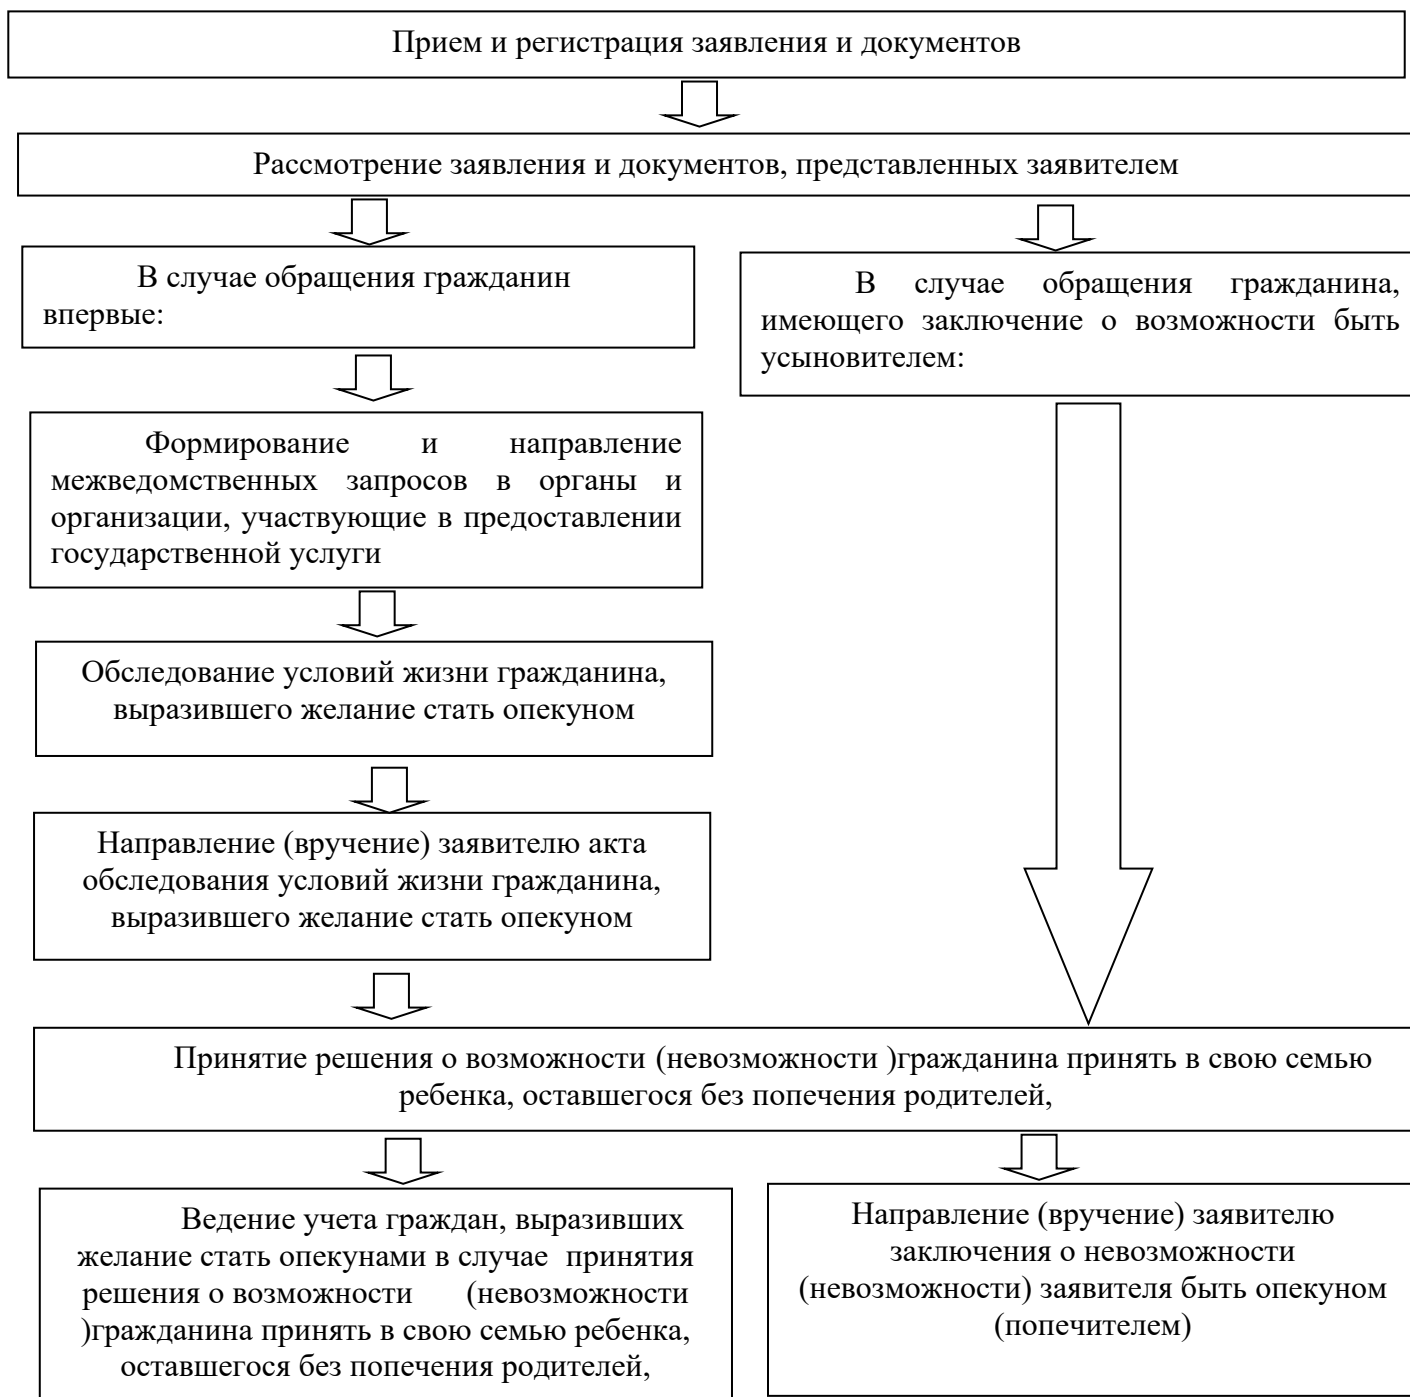 Прием и регистрация заявления и документов
Рассмотрение заявления и документов, представленных заявителем
В случае обращения гражданин
впервые:
В случае обращения гражданина,
имеющего заключение о возможности быть
усыновителем:
Формирование и направление
межведомственных запросов в органы и
организации, участвующие в предоставлении
государственной услуги
Обследование условий жизни гражданина,
выразившего желание стать опекуном
Направление (вручение) заявителю акта
обследования условий жизни гражданина,
выразившего желание стать опекуном
Принятие решения о возможности (невозможности )гражданина принять в свою семью
ребенка, оставшегося без попечения родителей,
Ведение учета граждан, выразивших
желание стать опекунами в случае принятия
решения о возможности (невозможности
)гражданина принять в свою семью ребенка,
оставшегося без попечения родителей,
Направление (вручение) заявителю
заключения о невозможности
(невозможности) заявителя быть опекуном
(попечителем)